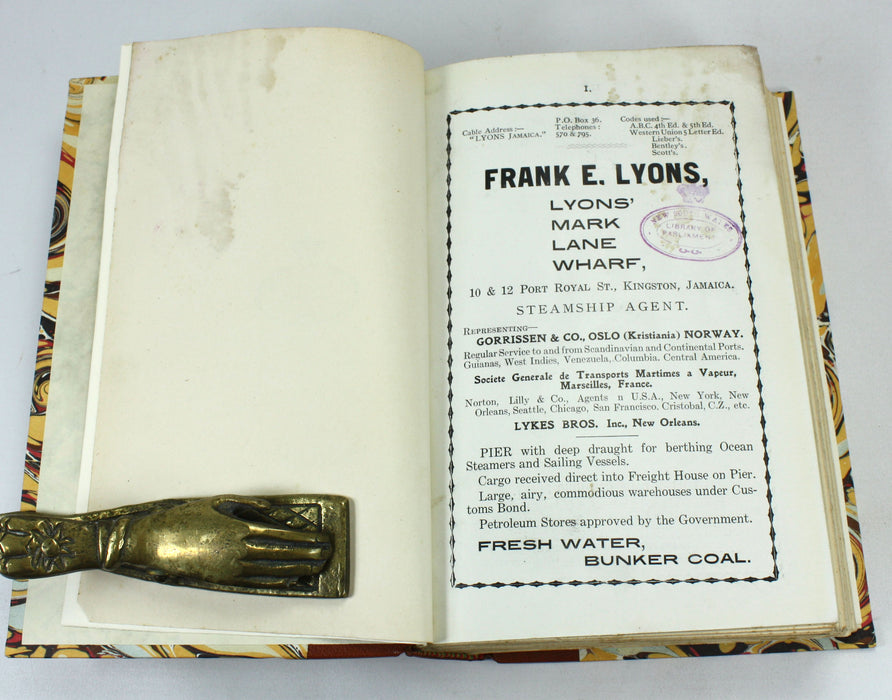 I.
Cable Address :—
"LYONS JAMAICA."
P.O. Box 36.
Telephones :
570 & 795.
Codes used :—
A.B.C. 4th Ed. & 5th Ed.
Western Union 5 Letter Ed.
Lieber's.
Bentley's.
Scott's.
FRANK E. LYONS,
LYONS'
MARK
LANE
WHARF,
NEW SOUTH WALES
LIBRARY OF
PARLIAMENT
10 & 12 PORT ROYAL ST., KINGSTON, JAMAICA.
STEAMSHIP AGENT.
REPRESENTING—
GORRISSEN & CO., OSLO (Kristiania) NORWAY.
Regular Service to and from Scandinavian and Continental Ports.
Guianas, West Indies, Venezuela, Columbia. Central America.
Societe Generale de Transports Martimes a Vapeur,
Marseilles, France.
Norton, Lilly & Co., Agents n U.S.A., New York, New
Orleans, Seattle, Chicago, San Francisco. Cristobal, C.Z., etc.
LYKES BROS. Inc., New Orleans.
PIER with deep draught for berthing Ocean
Steamers and Sailing Vessels.
Cargo received direct into Freight House on Pier.
Large, airy, commodious warehouses under Cus-
toms Bond.
Petroleum Stores approved by the Government.
FRESH WATER,
BUNKER COAL.